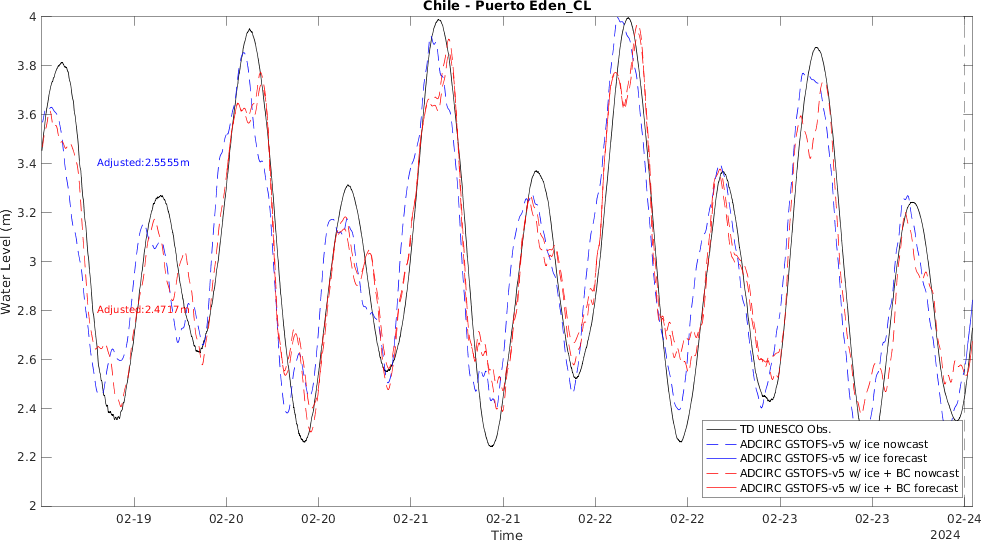 Chile - Puerto Eden_CL
4
3.8
3.6
3.4
3.2
3
2.8
2.6
2.4
2.2
2
Water Level (m)
Adjusted:2.5555m
Adjusted:2.4717m
TD UNESCO Obs.
ADCIRC GSTOFS-v5 w/ ice nowcast
ADCIRC GSTOFS-v5 w/ ice forecast
ADCIRC GSTOFS-v5 w/ ice + BC nowcast
ADCIRC GSTOFS-v5 w/ ice + BC forecast
02-19 02-20 02-20 02-21 02-21 02-22 02-22 02-23 02-23 02-24
Time
2024